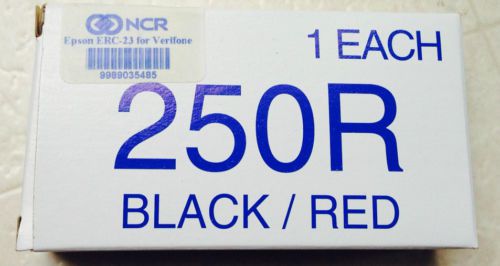 NCR
Epson ERC-23 for Verifone
9989035485
1 EACH
250R
BLACK / RED